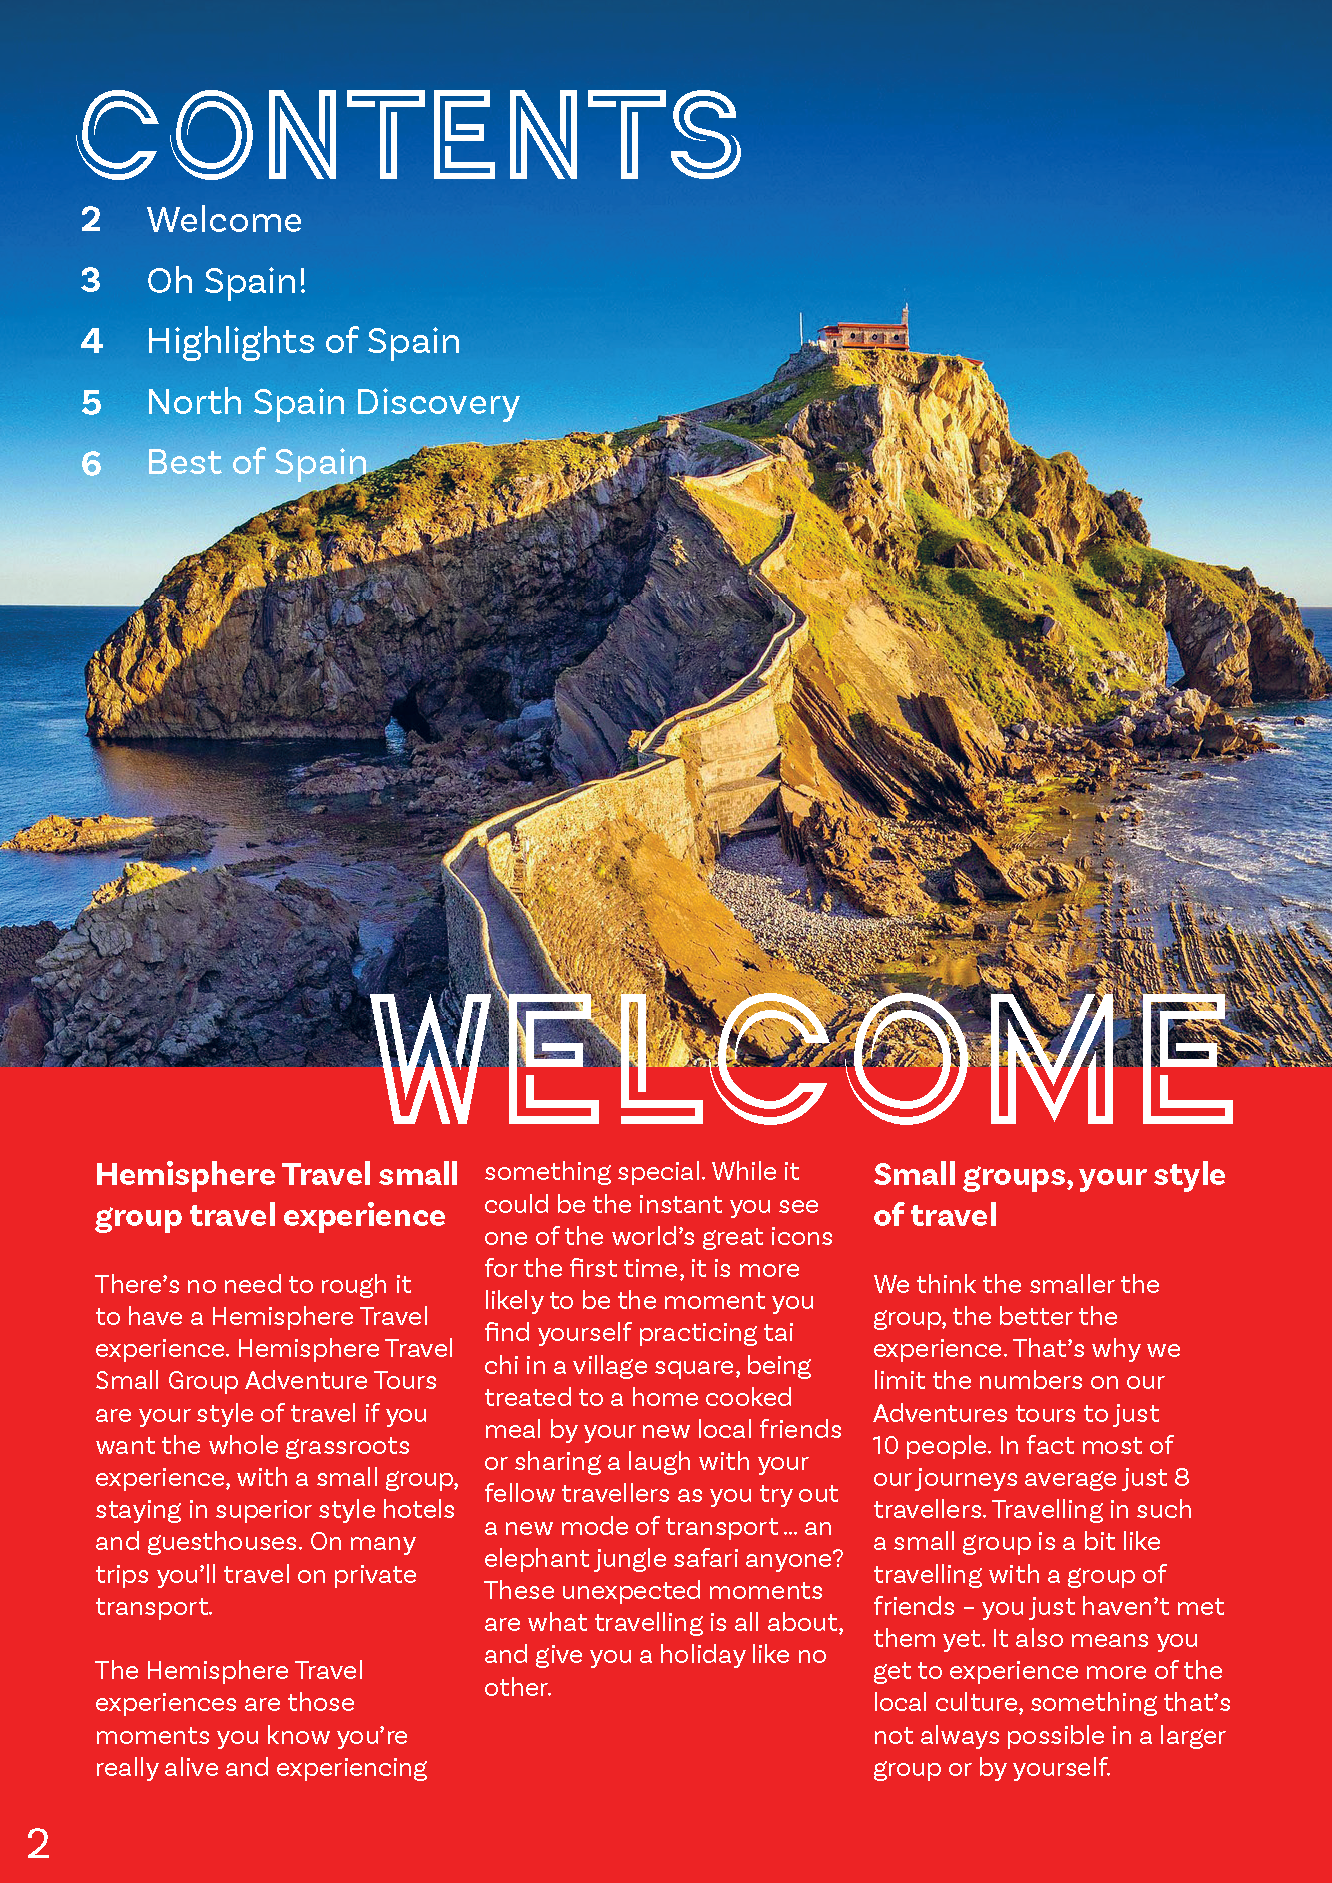 CONTENTS
2 Welcome
3 Oh Spain!
4 Highlights of Spain
5 North Spain Discovery
6 Best of Spain
WELCOME
Hemisphere Travel small
group travel experience
There’s no need to rough it
to have a Hemisphere Travel
experience. Hemisphere Travel
Small Group Adventure Tours
are your style of travel if you
want the whole grassroots
experience, with a small group,
staying in superior style hotels
and guesthouses. On many
trips you’ll travel on private
transport.
The Hemisphere Travel
experiences are those
moments you know you’re
really alive and experiencing
something special. While it
could be the instant you see
one of the world’s great icons
for the first time, it is more
likely to be the moment you
find yourself practicing tai
chi in a village square, being
treated to a home cooked
meal by your new local friends
or sharing a laugh with your
fellow travellers as you try out
a new mode of transport ... an
elephant jungle safari anyone?
These unexpected moments
are what travelling is all about,
and give you a holiday like no
other.
Small groups, your style
of travel
We think the smaller the
group, the better the
experience. That’s why we
limit the numbers on our
Adventures tours to just
10 people. In fact most of
our journeys average just 8
travellers. Travelling in such
a small group is a bit like
travelling with a group of
friends – you just haven’t met
them yet. It also means you
get to experience more of the
local culture, something that’s
not always possible in a larger
group or by yourself.
2